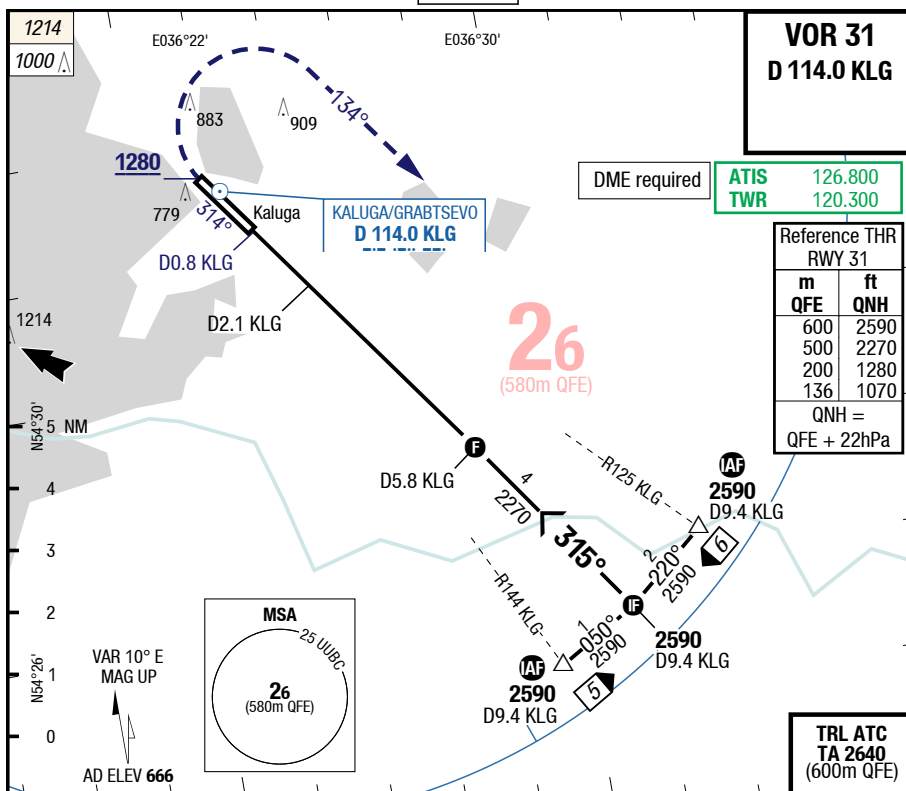 1214
1000
E036°22'
E036°30'
VOR 31
D 114.0 KLG
134°
883
909
1280
779
314°
Kaluga
KALUGA/GRABTSEVO
D 114.0 KLG
D0.8 KLG
DME required
ATIS 126.800
TWR 120.300
Reference THR
RWY 31
m ft
QFE QNH
600 2590
500 2270
200 1280
136 1070
QNH =
QFE + 22hPa
D2.1 KLG
1214
26
(580m QFE)
N54°30'
5 NM
4
3
2
1
0
N54°26'
F
D5.8 KLG
4
2270
315°
R125 KLG
IAF
2590
D9.4 KLG
6
2
220°
2590
R144 KLG
IF
2590
D9.4 KLG
1
050°
2590
IAF
2590
D9.4 KLG
5
MSA
25 UUBC
26
(580m QFE)
VAR 10° E
MAG UP
AD ELEV 666
TRL ATC
TA 2640
(600m QFE)